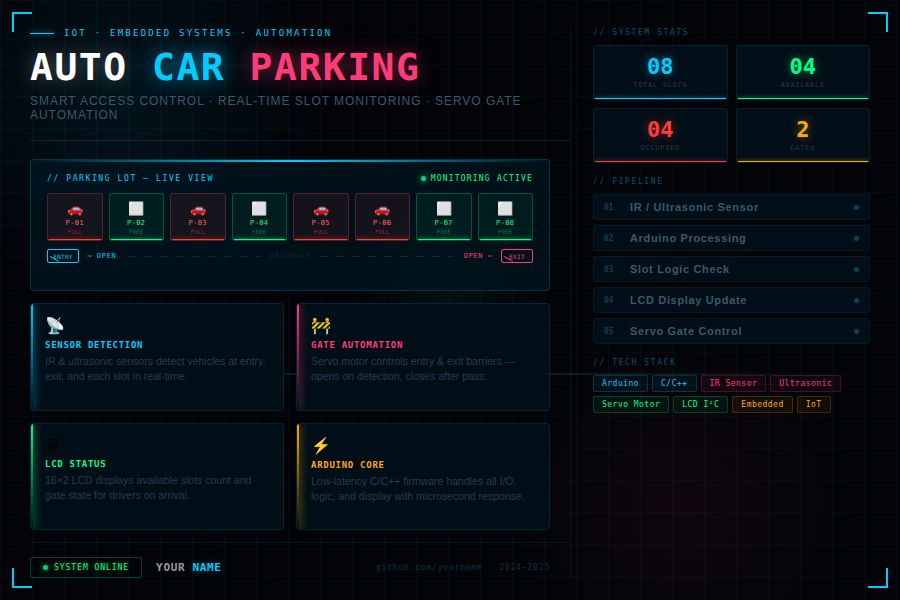 IOT · EMBEDDED SYSTEMS · AUTOMATION
AUTO CAR PARKING
SMART ACCESS CONTROL · REAL-TIME SLOT MONITORING · SERVO GATE
AUTOMATION
// PARKING LOT — LIVE VIEW
MONITORING ACTIVE
P-01 P-02 P-03 P-04 P-05 P-06 P-07 P-08
FULL FREE FULL FREE FULL FULL FREE FREE
ENTRY → OPEN DRIVEWAY OPEN ← EXIT
SENSOR DETECTION
IR & ultrasonic sensors detect vehicles at entry,
exit, and each slot in real-time.
GATE AUTOMATION
Servo motor controls entry & exit barriers —
opens on detection, closes after pass.
LCD STATUS
16×2 LCD displays available slots count and
gate state for drivers on arrival.
ARDUINO CORE
Low-latency C/C++ firmware handles all I/O,
logic, and display with microsecond response.
SYSTEM ONLINE
YOUR NAME
github.com/yourname · 2024–2025
// SYSTEM STATS
08
TOTAL SLOTS
04
AVAILABLE
04
OCCUPIED
2
GATES
// PIPELINE
01 IR / Ultrasonic Sensor
02 Arduino Processing
03 Slot Logic Check
04 LCD Display Update
05 Servo Gate Control
// TECH STACK
Arduino C/C++ IR Sensor Ultrasonic
Servo Motor LCD I²C Embedded IoT